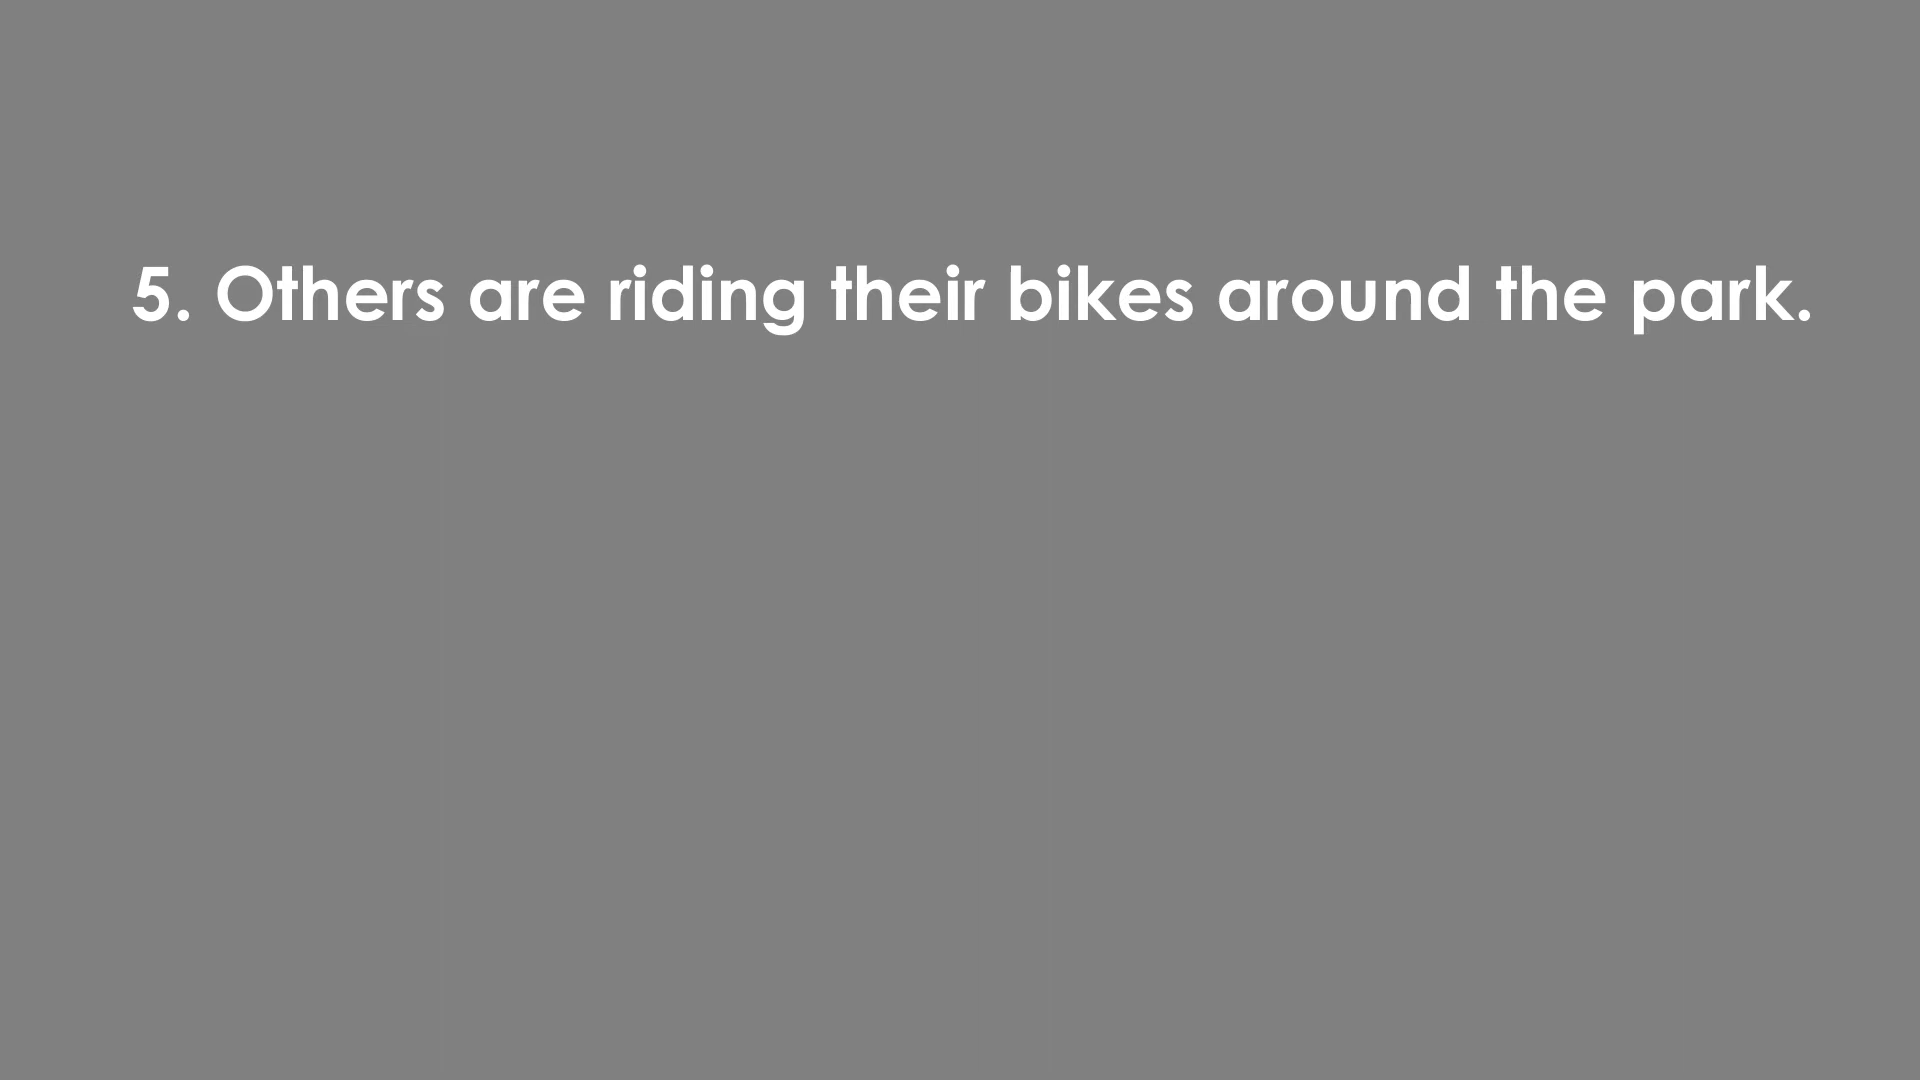 5. Others are riding their bikes around the park.